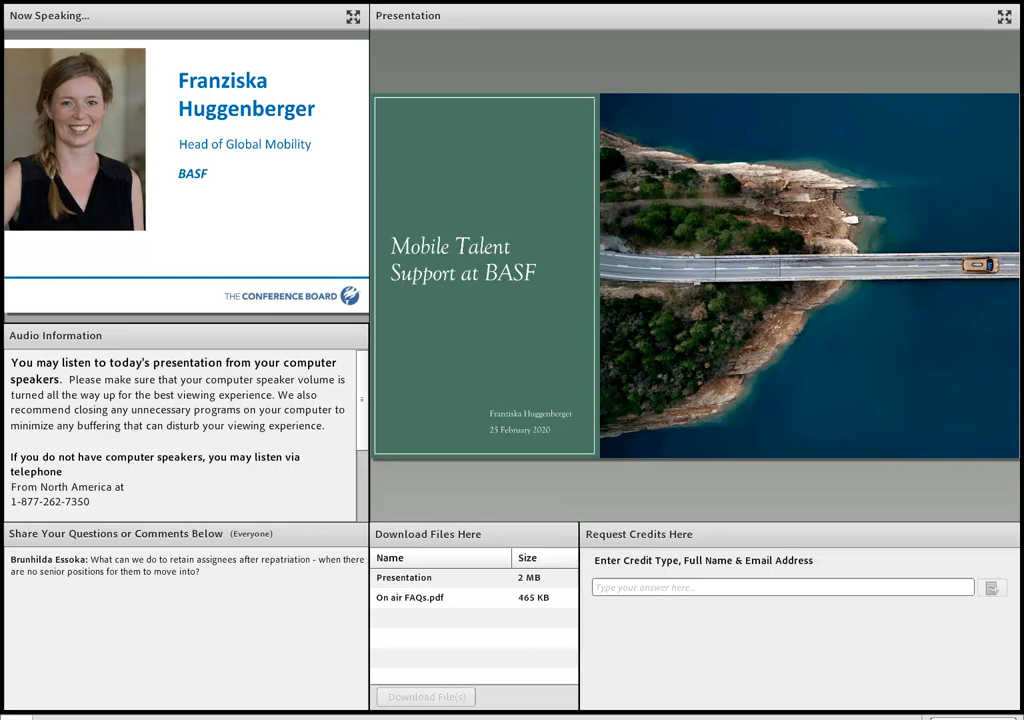 Now Speaking...
Franziska
Huggenberger
Head of Global Mobility
BASF
THE CONFERENCE BOARD
Audio Information
You may listen to today's presentation from your computer
speakers. Please make sure that your computer speaker volume is
turned all the way up for the best viewing experience. We also
recommend closing any unnecessary programs on your computer to
minimize any buffering that can disturb your viewing experience.
If you do not have computer speakers, you may listen via
telephone
From North America at
1-877-262-7350
Share Your Questions or Comments Below (Everyone)
Brunhilda Essoka: What can we do to retain assignees after repatriation - when there
are no senior positions for them to move into?
Presentation
Mobile Talent
Support at BASF
Franziska Huggenberger
25 February 2020
Download Files Here
Name Size
Presentation 2 MB
On air FAQs.pdf 465 KB
Download File(s)
Request Credits Here
Enter Credit Type, Full Name & Email Address
Type your answer here...